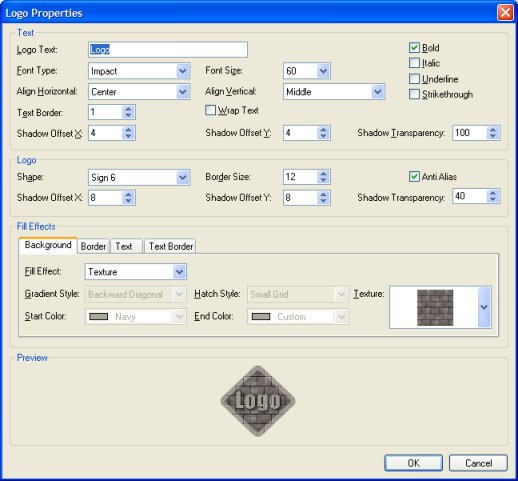 Logo Properties
Text
Logo Text: Logo
Bold
Italic
Font Type: Impact Font Size: 60
Underline
Align Horizontal: Center Align Vertical: Middle
Strikethrough
Text Border: 1 Wrap Text
Shadow Offset X: 4 Shadow Offset Y: 4 Shadow Transparency: 100
Logo
Shape: Sign 6 Border Size: 12 Anti Alias
Shadow Offset X: 8 Shadow Offset Y: 8 Shadow Transparency: 40
Fill Effects
Background Border Text Text Border
Fill Effect: Texture
Gradient Style: Backward Diagonal Hatch Style: Small Grid Texture:
Start Color: Navy End Color: Custom
Preview
Logo
OK Cancel